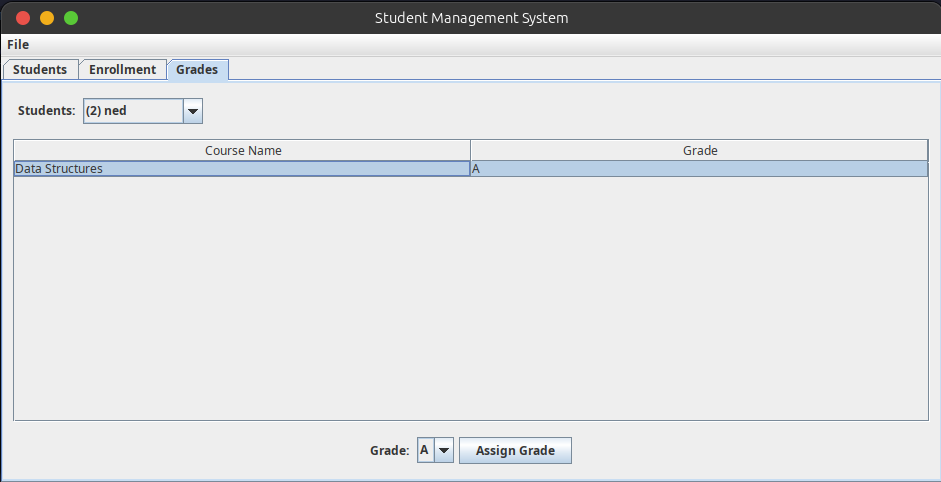 Student Management System
File
Students Enrollment Grades
Students: (2) ned
Course Name Grade
Data Structures A
Grade: A Assign Grade